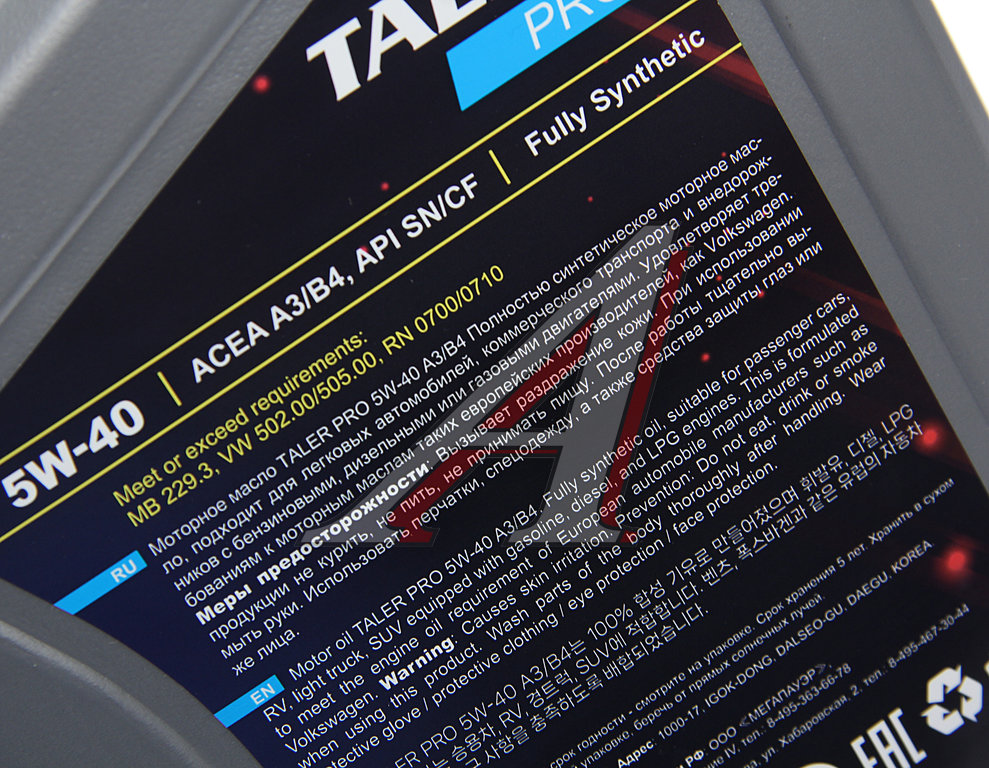 TALER
PRO
5W-40 | ACEA A3/B4, API SN/CF | Fully Synthetic
Meet or exceed requirements:
MB 229.3, VW 502.00/505.00, RN 0700/0710
RU
Моторное масло TALER PRO 5W-40 A3/B4 Полностью синтетическое моторное мас-
ло, подходит для легковых автомобилей, коммерческого транспорта и внедорож-
ников с бензиновыми, дизельными или газовыми двигателями. Удовлетворяет тре-
бованиям к моторным маслам таких европейских производителей, как Volkswagen.
Меры предосторожности: Вызывает раздражение кожи. При использовании
продукции не курить, не пить, не принимать пищу. После работы тщательно вы-
мыть руки. Использовать перчатки, спецодежду, а также средства защиты глаз или
же лица.
EN
Motor oil TALER PRO 5W-40 A3/B4 Fully synthetic oil, suitable for passenger cars,
RV, light truck, SUV equipped with gasoline, diesel, and LPG engines. This is formulated
to meet the engine oil requirement of European automobile manufacturers such as
Volkswagen. Warning: Causes skin irritation. Prevention: Do not eat, drink or smoke
when using this product. Wash parts of the body thoroughly after handling. Wear
otective glove / protective clothing / eye protection / face protection.
ER PRO 5W-40 A3/B4는 100% 합성 기유로 만들어졌으며 휘발유, 디젤, LPG
는 승용차, RV, 경트럭, SUV에 적합합니다. 벤츠, 폭스바겐과 같은 유럽의 자동차
구 사항을 충족하도록 배합되었습니다.
срок годности - смотрите на упаковке. Срок хранения 5 лет. Хранить в сухом
упаковке, беречь от прямых солнечных лучей.
Адрес: 1000-17, IGOK-DONG, DALSEO-GU, DAEGU, KOREA
РФ: ООО «МЕГАПАУЭР»,
IV, тел.: 8-495-363-66-78
ул. Хабаровская, 2. тел.: 8-495-467-30-44
EAC